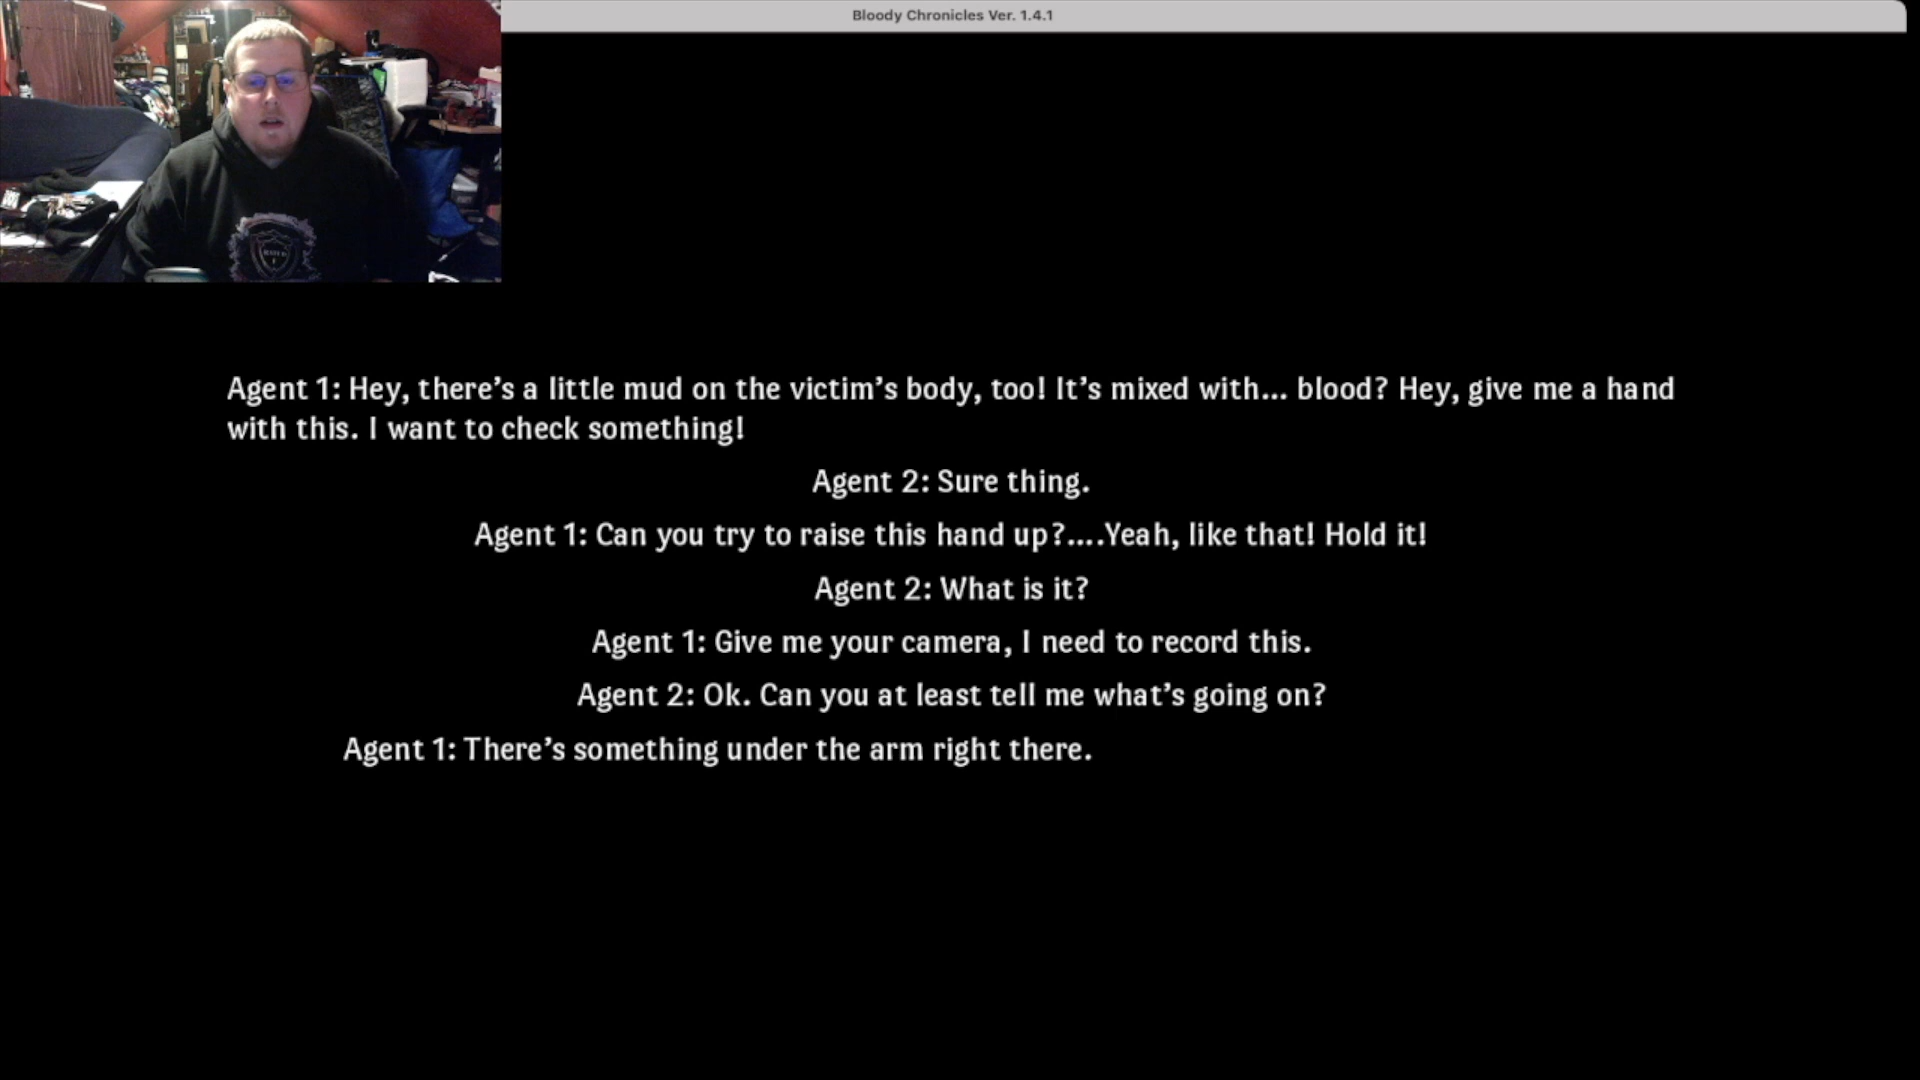 Bloody Chronicles Ver. 1.4.1
Agent 1: Hey, there's a little mud on the victim's body, too! It's mixed with... blood? Hey, give me a hand
with this. I want to check something!
Agent 2: Sure thing.
Agent 1: Can you try to raise this hand up?....Yeah, like that! Hold it!
Agent 2: What is it?
Agent 1: Give me your camera, I need to record this.
Agent 2: Ok. Can you at least tell me what's going on?
Agent 1: There's something under the arm right there.